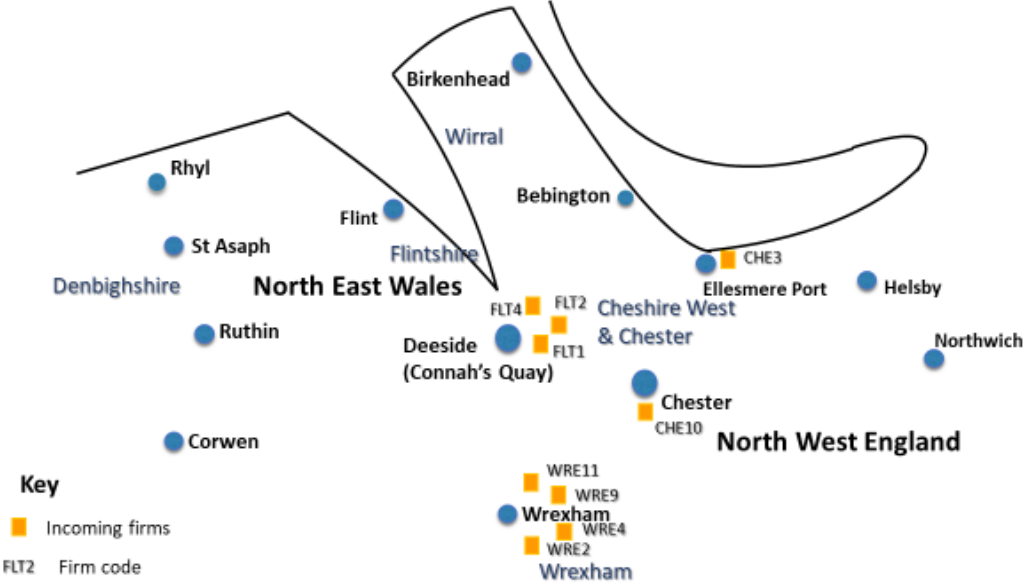 Birkenhead
Wirral
Rhyl
Bebington
Flint
St Asaph
Flintshire
CHE3
Denbighshire
North East Wales
Ellesmere Port
Helsby
FLT4
FLT2
Cheshire West
& Chester
Ruthin
Deeside
(Connah's Quay)
FLT1
Northwich
Chester
CHE10
North West England
Corwen
WRE11
WRE9
Wrexham
WRE4
WRE2
Wrexham
Key
Incoming firms
FLT2 Firm code